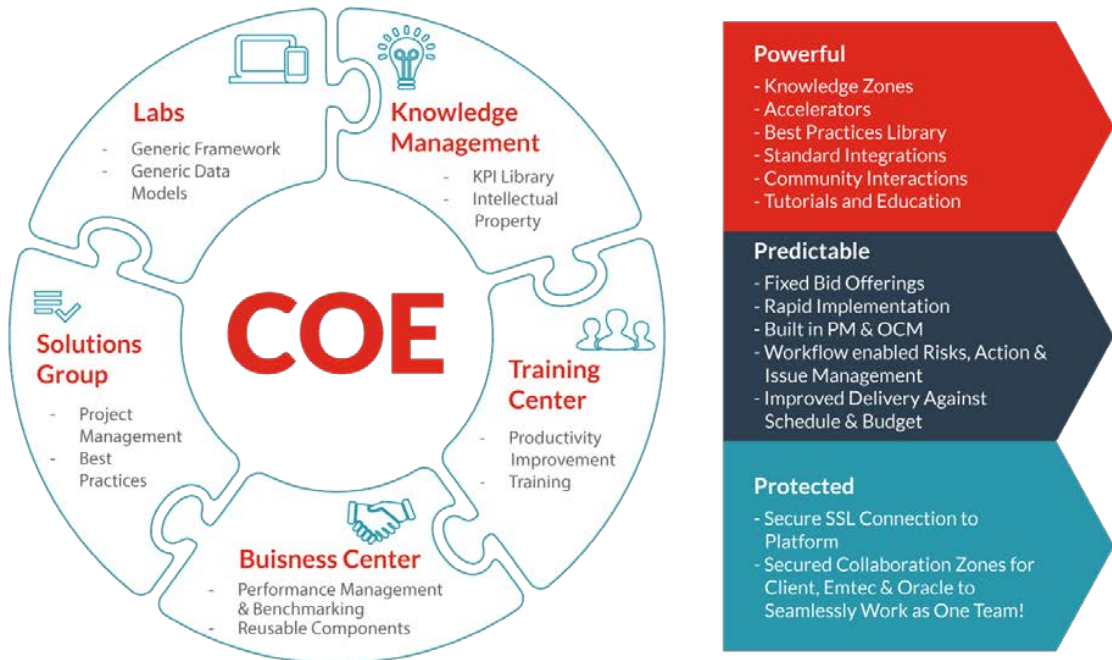 Labs
- Generic Framework
- Generic Data
Models
Knowledge
Management
- KPI Library
- Intellectual
Property
COE
Solutions
Group
- Project
Management
- Best
Practices
Training
Center
- Productivity
Improvement
- Training
Buisness Center
- Performance Management
& Benchmarking
- Reusable Components
Powerful
- Knowledge Zones
- Accelerators
- Best Practices Library
- Standard Integrations
- Community Interactions
- Tutorials and Education
Predictable
- Fixed Bid Offerings
- Rapid Implementation
- Built in PM & OCM
- Workflow enabled Risks, Action &
Issue Management
- Improved Delivery Against
Schedule & Budget
Protected
- Secure SSL Connection to
Platform
- Secured Collaboration Zones for
Client, Emtec & Oracle to
Seamlessly Work as One Team!